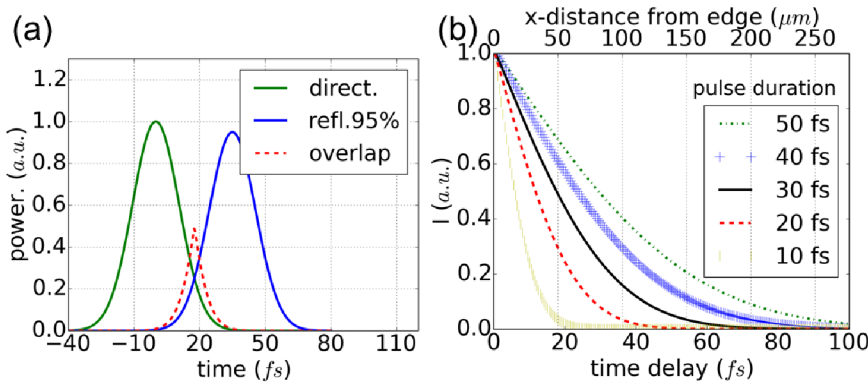 (a)
power. (a.u.)
1.2
1.0
0.8
0.6
0.4
0.2
0.0
−40 −10 20 50 80 110
time (fs)
direct.
refl.95%
overlap
(b)
x-distance from edge (μm)
0 50 100 150 200 250
I (a.u.)
1.0
0.8
0.6
0.4
0.2
0.0
0 20 40 60 80 100
time delay (fs)
pulse duration
50 fs
40 fs
30 fs
20 fs
10 fs